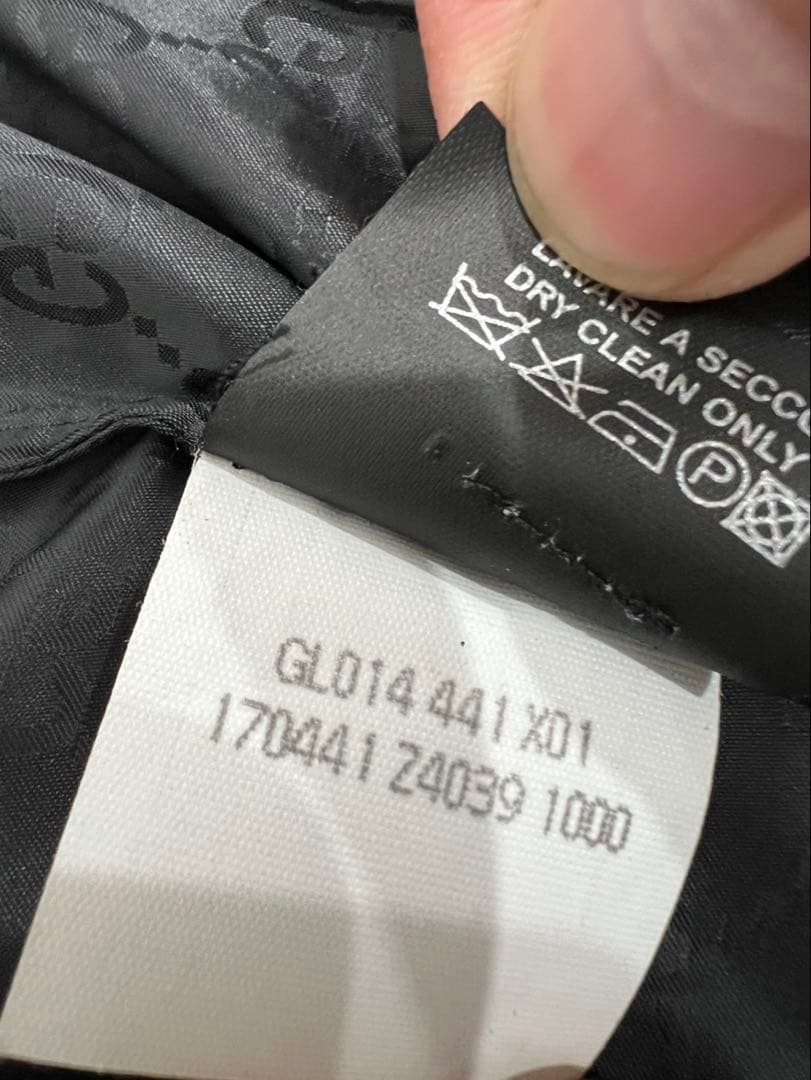 LAVARE A SECCO
DRY CLEAN ONLY
P
GL014 441 X01
170441 Z4039 1000